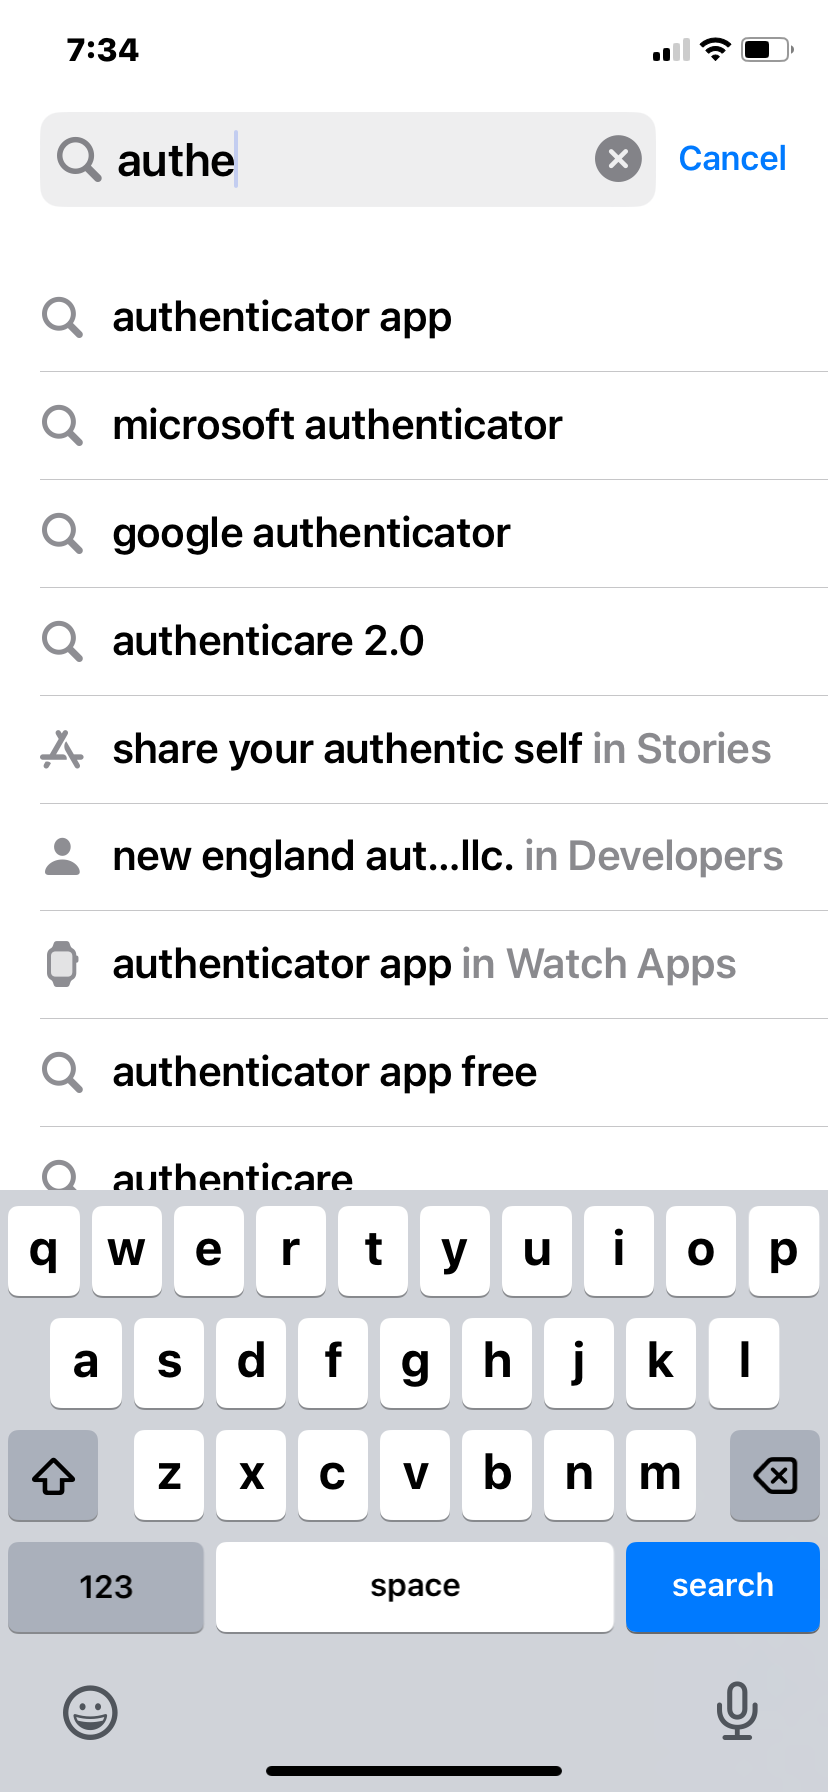 7:34
authe
Cancel
authenticator app
microsoft authenticator
google authenticator
authenticare 2.0
share your authentic self in Stories
new england aut...llc. in Developers
authenticator app in Watch Apps
authenticator app free
authenticare
q w e r t y u i o p
a s d f g h j k l
z x c v b n m
123 space search